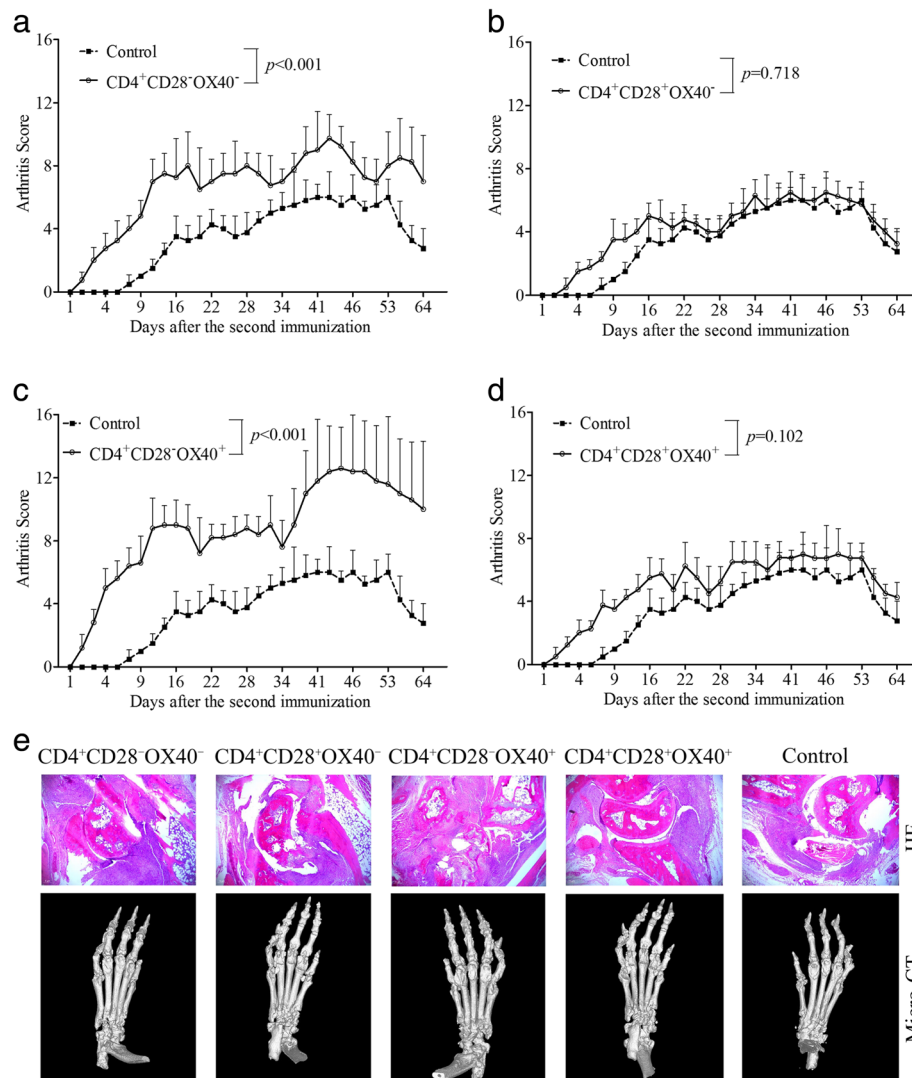 a
16
12
8
4
0
Arthritis Score
Control
CD4⁺CD28⁻OX40⁻
p<0.001
1 4 9 16 22 28 34 41 46 53 64
Days after the second immunization
b
16
12
8
4
0
Arthritis Score
Control
CD4⁺CD28⁺OX40⁻
p=0.718
1 4 9 16 22 28 34 41 46 53 64
Days after the second immunization
c
16
12
8
4
0
Arthritis Score
Control
CD4⁺CD28⁻OX40⁺
p<0.001
1 4 9 16 22 28 34 41 46 53 64
Days after the second immunization
d
16
12
8
4
0
Arthritis Score
Control
CD4⁺CD28⁺OX40⁺
p=0.102
1 4 9 16 22 28 34 41 46 53 64
Days after the second immunization
e
CD4⁺CD28⁻OX40⁻ CD4⁺CD28⁺OX40⁻ CD4⁺CD28⁻OX40⁺ CD4⁺CD28⁺OX40⁺ Control
HE
Micro-CT